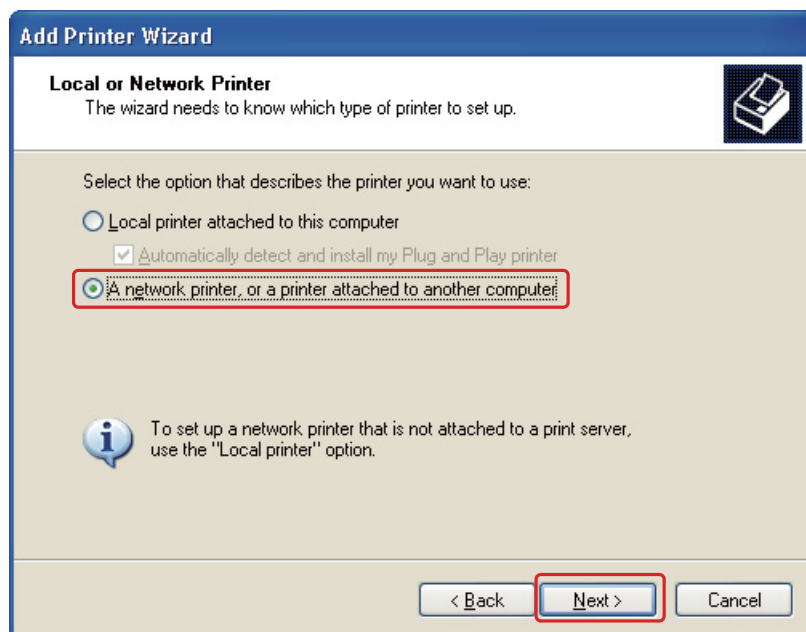 Add Printer Wizard
Local or Network Printer
The wizard needs to know which type of printer to set up.
Select the option that describes the printer you want to use:
Local printer attached to this computer
Automatically detect and install my Plug and Play printer
A network printer, or a printer attached to another computer
To set up a network printer that is not attached to a print server,
use the "Local printer" option.
< Back Next > Cancel